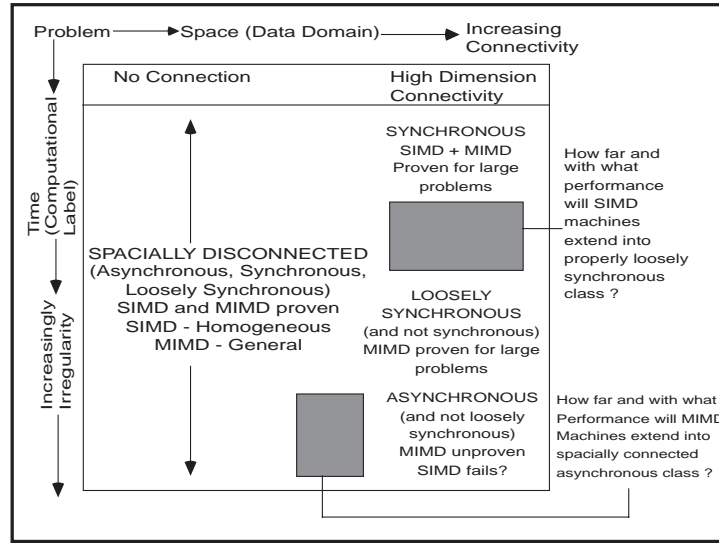 Problem
Space (Data Domain)
Increasing
Connectivity
No Connection
High Dimension
Connectivity
Time
(Computational
Label)
Increasingly
Irregularity
SPACIALLY DISCONNECTED
(Asynchronous, Synchronous,
Loosely Synchronous)
SIMD and MIMD proven
SIMD - Homogeneous
MIMD - General
SYNCHRONOUS
SIMD + MIMD
Proven for large
problems
LOOSELY
SYNCHRONOUS
(and not synchronous)
MIMD proven for large
problems
ASYNCHRONOUS
(and not loosely
synchronous)
MIMD unproven
SIMD fails?
How far and
with what
performance
will SIMD
machines
extend into
properly loosely
synchronous
class ?
How far and with what
Performance will MIMD
Machines extend into
spacially connected
asynchronous class ?